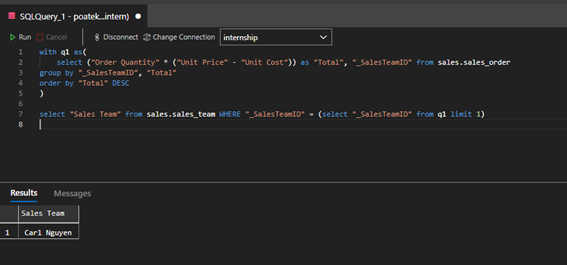 SQLQuery_1 - poatek...intern)
Run Cancel Disconnect Change Connection internship
1 with q1 as(
2 select ("Order Quantity" * ("Unit Price" - "Unit Cost")) as "Total", "_SalesTeamID" from sales.sales_order
3 group by "_SalesTeamID", "Total"
4 order by "Total" DESC
5 )
6
7 select "Sales Team" from sales.sales_team WHERE "_SalesTeamID" = (select "_SalesTeamID" from q1 limit 1)
8
Results Messages
Sales Team
1 Carl Nguyen